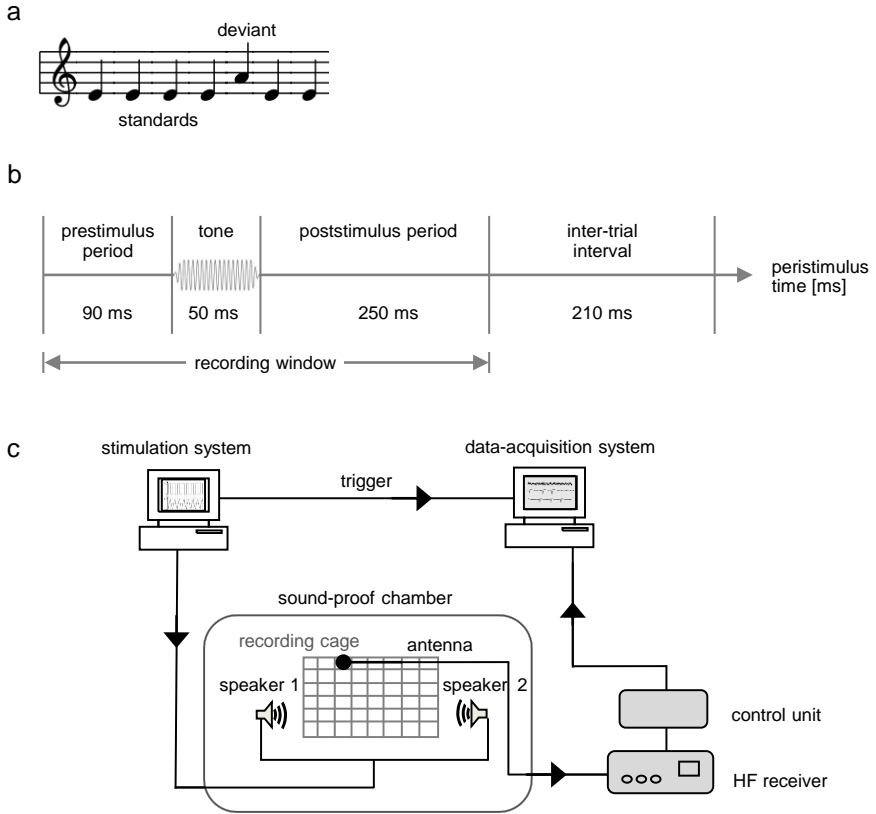 a
deviant
standards
b
prestimulus
period
tone
poststimulus period
inter-trial
interval
peristimulus
time [ms]
90 ms
50 ms
250 ms
210 ms
recording window
c
stimulation system
data-acquisition system
trigger
sound-proof chamber
recording cage
antenna
speaker 1
speaker 2
control unit
HF receiver